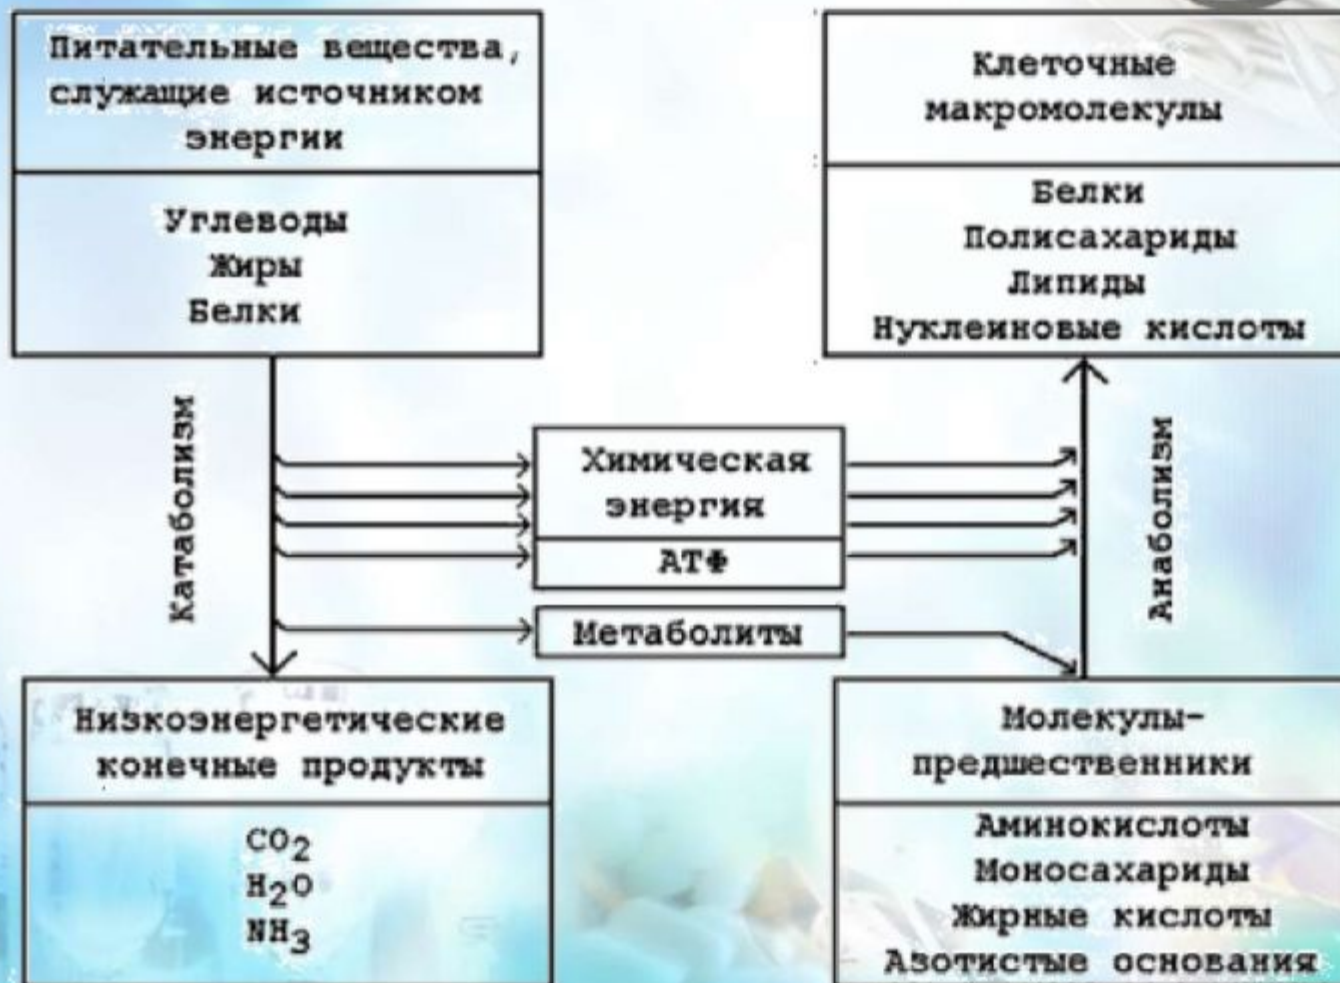 Питательные вещества,
служащие источником
энергии
Углеводы
Жиры
Белки
Клеточные
макромолекулы
Белки
Полисахариды
Липиды
Нуклеиновые кислоты
Катаболизм
Химическая
энергия
АТФ
Метаболиты
Анаболизм
Низкоэнергетические
конечные продукты
CO2
H2O
NH3
Молекулы-
предшественники
Аминокислоты
Моносахариды
Жирные кислоты
Азотистые основания